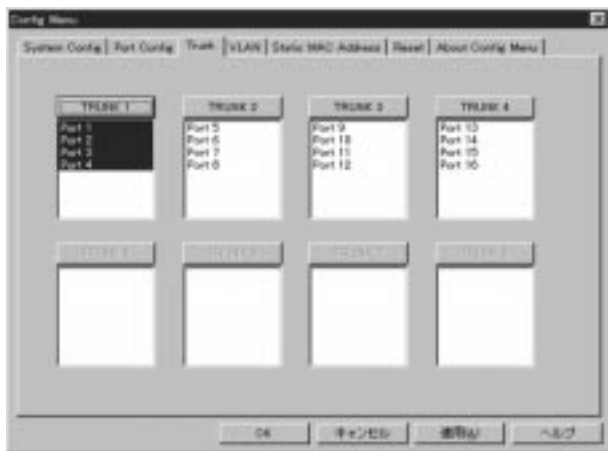 Config Menu
System Config
Port Config
Trunk
VLAN
Static MAC Address
Reset
About Config Menu
TRUNK 1
TRUNK 2
TRUNK 3
TRUNK 4
Port 1
Port 2
Port 3
Port 4
Port 5
Port 6
Port 7
Port 8
Port 9
Port 10
Port 11
Port 12
Port 13
Port 14
Port 15
Port 16
OK
キャンセル
適用(A)
ヘルプ